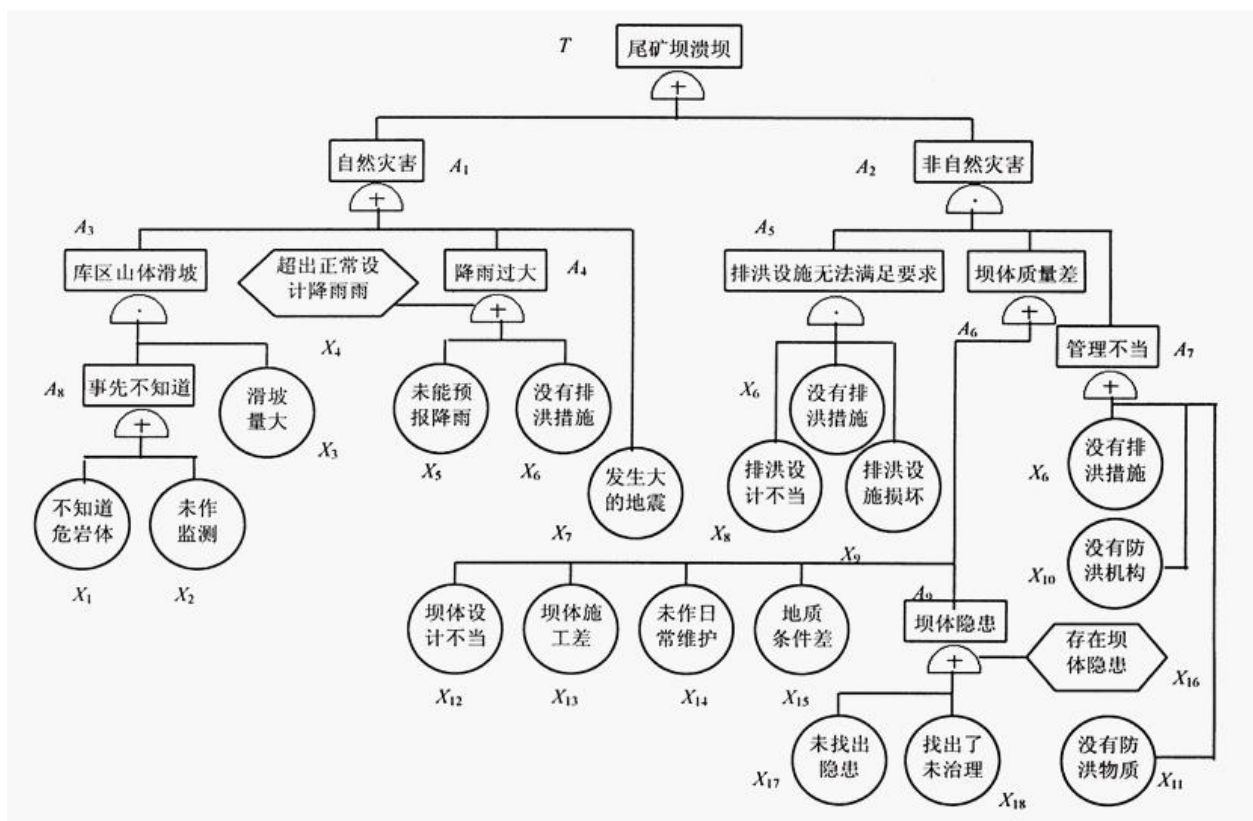 T
尾矿坝溃坝
+
自然灾害
A1
A2
非自然灾害
+
·
A3
库区山体滑坡
超出正常设
计降雨雨
降雨过大
A4
A5
排洪设施无法满足要求
坝体质量差
·
X4
+
·
A6
+
管理不当
A7
A8
事先不知道
+
滑坡
量大
X3
未能预
报降雨
X5
没有排
洪措施
X6
X6
没有排
洪措施
+
没有排
洪措施
X6
不知道
危岩体
X1
未作
监测
X2
发生大
的地震
X7
排洪设
计不当
X8
排洪设
施损坏
X9
没有防
洪机构
X10
坝体设
计不当
X12
坝体施
工差
X13
未作日
常维护
X14
地质
条件差
X15
A9
坝体隐患
+
存在坝
体隐患
X16
未找出
隐患
X17
找出了
未治理
X18
没有防
洪物质
X11